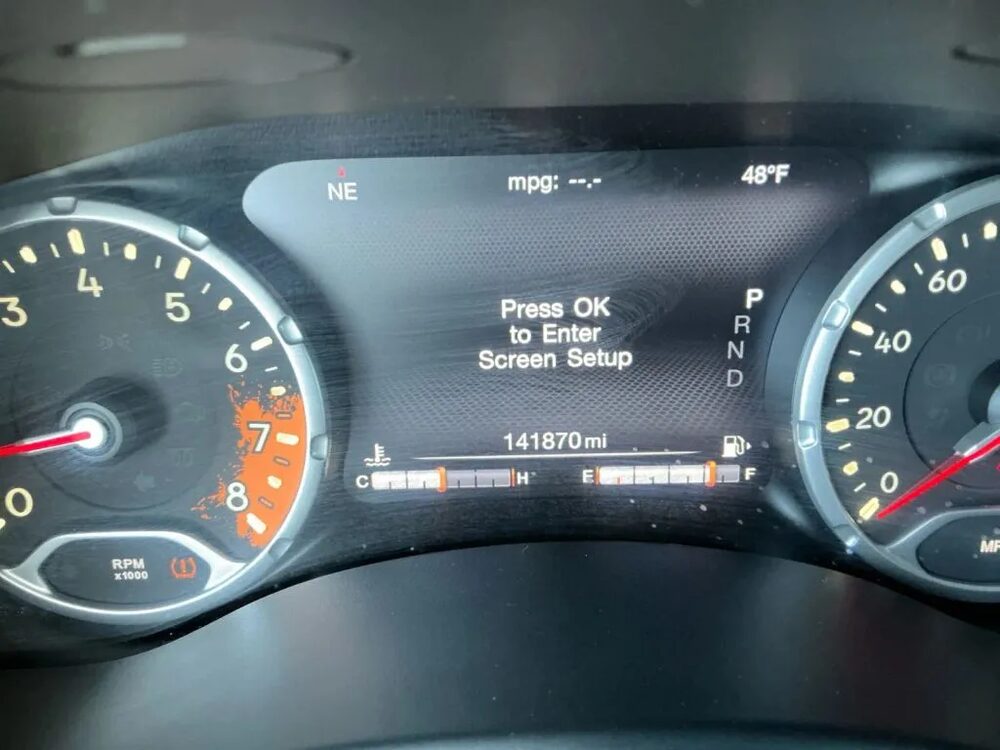 NE
mpg: --.-
48°F
3
4
5
6
7
8
0
RPM
x1000
Press OK
to Enter
Screen Setup
P
R
N
D
141870 mi
C
H
E
F
60
40
20
0